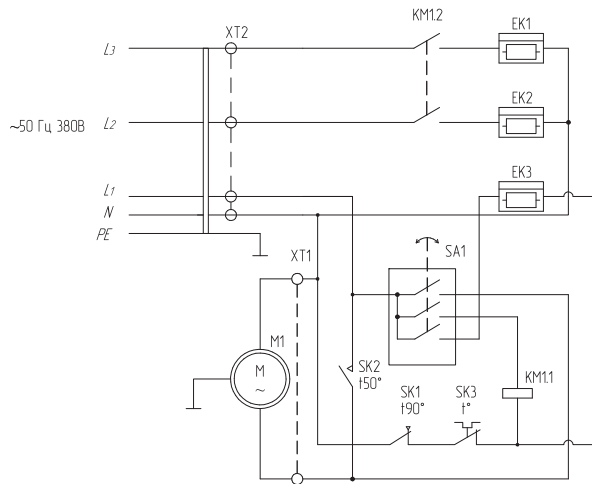 KM1.2
EK1
XT2
L3
EK2
~50 Гц 380В
L2
EK3
L1
N
PE
XT1
SA1
M1
M
~
SK2
t50°
SK1
t90°
SK3
t°
KM1.1